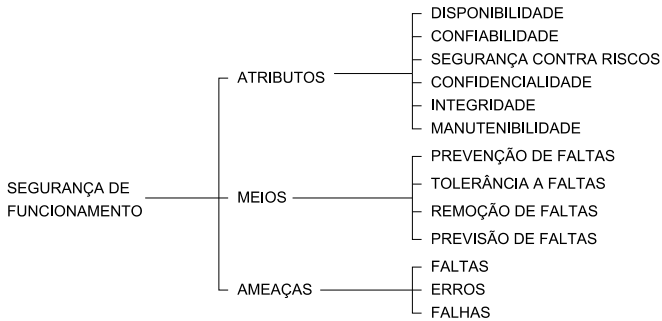 DISPONIBILIDADE
CONFIABILIDADE
SEGURANÇA CONTRA RISCOS
ATRIBUTOS
CONFIDENCIALIDADE
INTEGRIDADE
MANUTENIBILIDADE
PREVENÇÃO DE FALTAS
TOLERÂNCIA A FALTAS
SEGURANÇA DE
FUNCIONAMENTO
MEIOS
REMOÇÃO DE FALTAS
PREVISÃO DE FALTAS
FALTAS
AMEAÇAS
ERROS
FALHAS